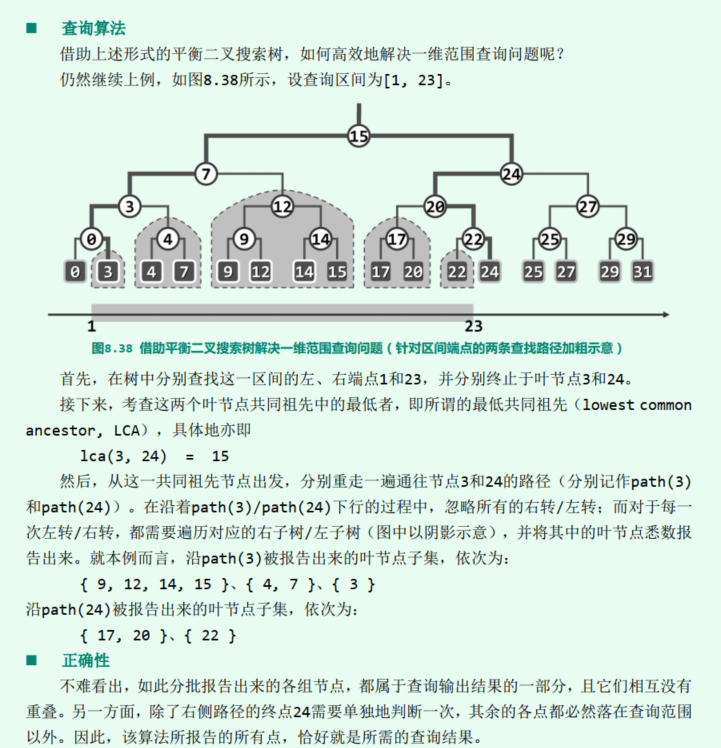 ■ 查询算法
借助上述形式的平衡二叉搜索树，如何高效地解决一维范围查询问题呢？
仍然继续上例，如图8.38所示，设查询区间为[1, 23]。
15
7 24
3 12 20 27
0 4 9 14 17 22 25 29
0 3 4 7 9 12 14 15 17 20 22 24 25 27 29 31
1 23
图8.38 借助平衡二叉搜索树解决一维范围查询问题（针对区间端点的两条查找路径加粗示意）
首先，在树中分别查找这一区间的左、右端点1和23，并分别终止于叶节点3和24。
接下来，考查这两个叶节点共同祖先中的最低者，即所谓的最低共同祖先（lowest common
ancestor, LCA），具体地亦即
lca(3, 24) = 15
然后，从这一共同祖先节点出发，分别重走一遍通往节点3和24的路径（分别记作path(3)
和path(24)）。在沿着path(3)/path(24)下行的过程中，忽略所有的右转/左转；而对于每一
次左转/右转，都需要遍历对应的右子树/左子树（图中以阴影示意），并将其中的叶节点悉数报
告出来。就本例而言，沿path(3)被报告出来的叶节点子集，依次为：
{ 9, 12, 14, 15 }、{ 4, 7 }、{ 3 }
沿path(24)被报告出来的叶节点子集，依次为：
{ 17, 20 }、{ 22 }
■ 正确性
不难看出，如此分批报告出来的各组节点，都属于查询输出结果的一部分，且它们相互没有
重叠。另一方面，除了右侧路径的终点24需要单独地判断一次，其余的各点都必然落在查询范围
以外。因此，该算法所报告的所有点，恰好就是所需的查询结果。